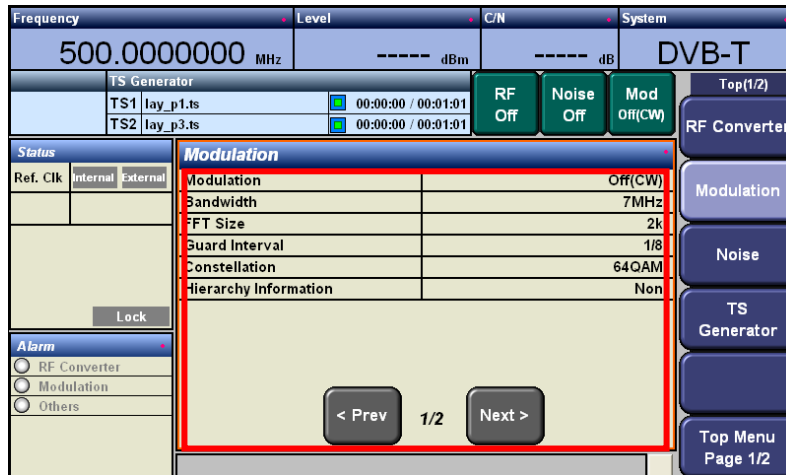 Frequency Level C/N System
500.0000000 MHz ----- dBm ----- dB DVB-T
TS Generator
TS1 lay_p1.ts 00:00:00 / 00:01:01
TS2 lay_p3.ts 00:00:00 / 00:01:01
RF Off
Noise Off
Mod Off(CW)
Top(1/2)
RF Converter
Modulation
Noise
TS
Generator
Top Menu
Page 1/2
Status
Ref. Clk Internal External
Lock
Alarm
RF Converter
Modulation
Others
Modulation
Modulation Off(CW)
Bandwidth 7MHz
FFT Size 2k
Guard Interval 1/8
Constellation 64QAM
Hierarchy Information Non
< Prev 1/2 Next >